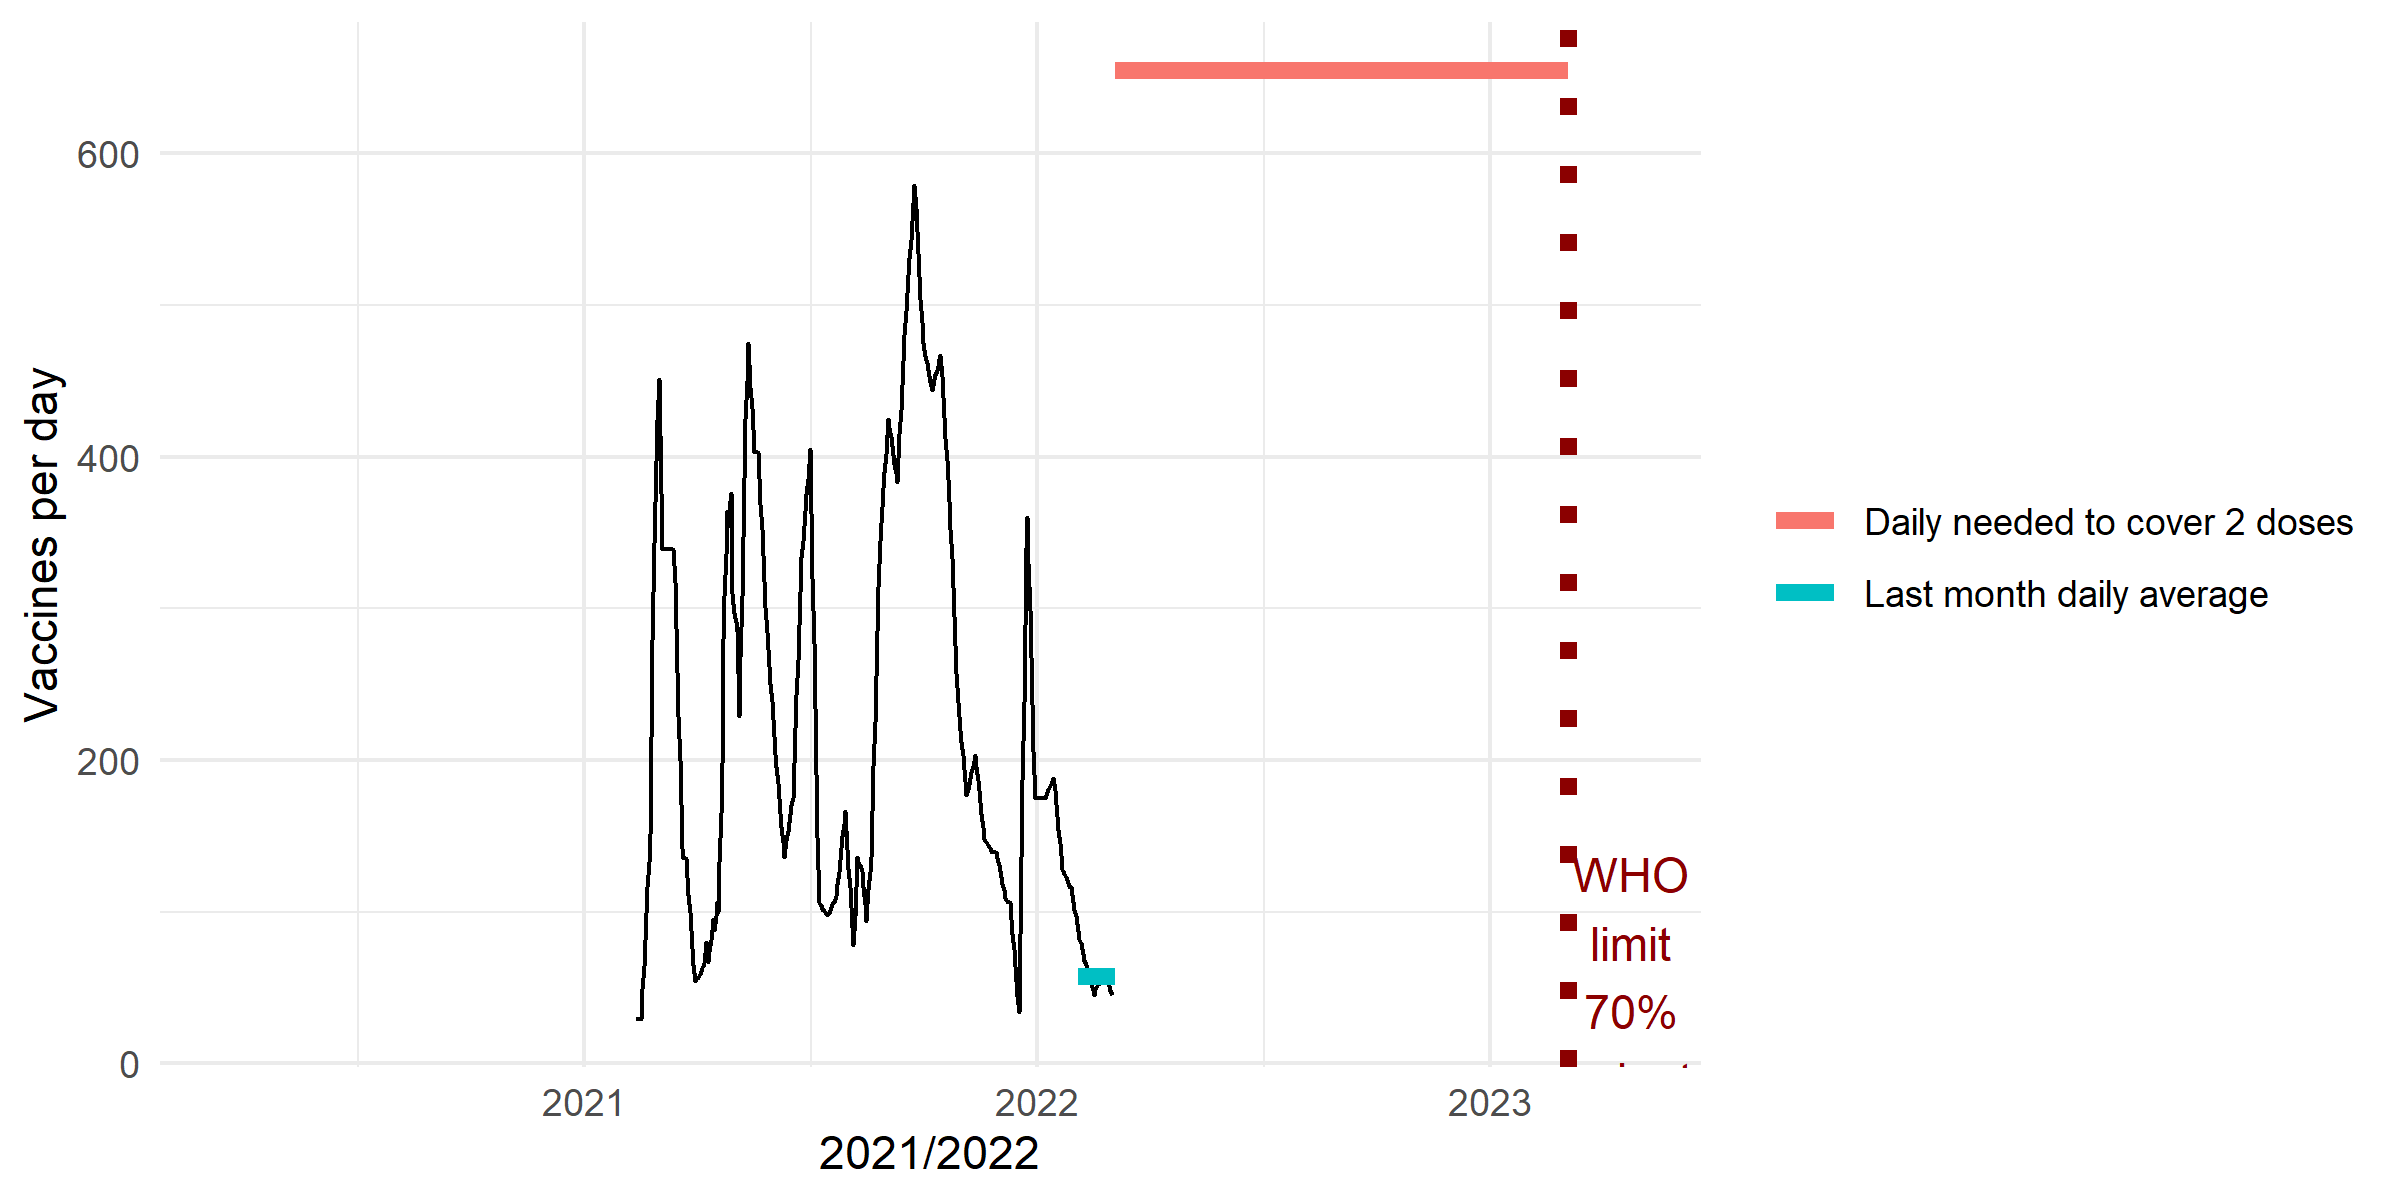 Vaccines per day
600
400
200
0
2021
2022
2023
2021/2022
WHO
limit
70%
Daily needed to cover 2 doses
Last month daily average